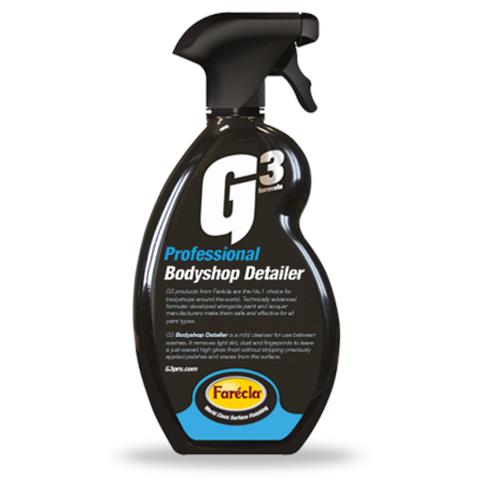 G3
formula
Professional
Bodyshop Detailer
G3 products from Farécla are the No.1 choice for
bodyshops around the world. Technically advanced
formulas developed alongside paint and lacquer
manufacturers make them safe and effective for all
paint types.
G3 Bodyshop Detailer is a mild cleanser for use between
washes. It removes light dirt, dust and fingerprints to leave
a just-waxed high gloss finish without stripping previously
applied polishes and waxes from the surface.
G3pro.com
Farécla
World Class Surface Finishing